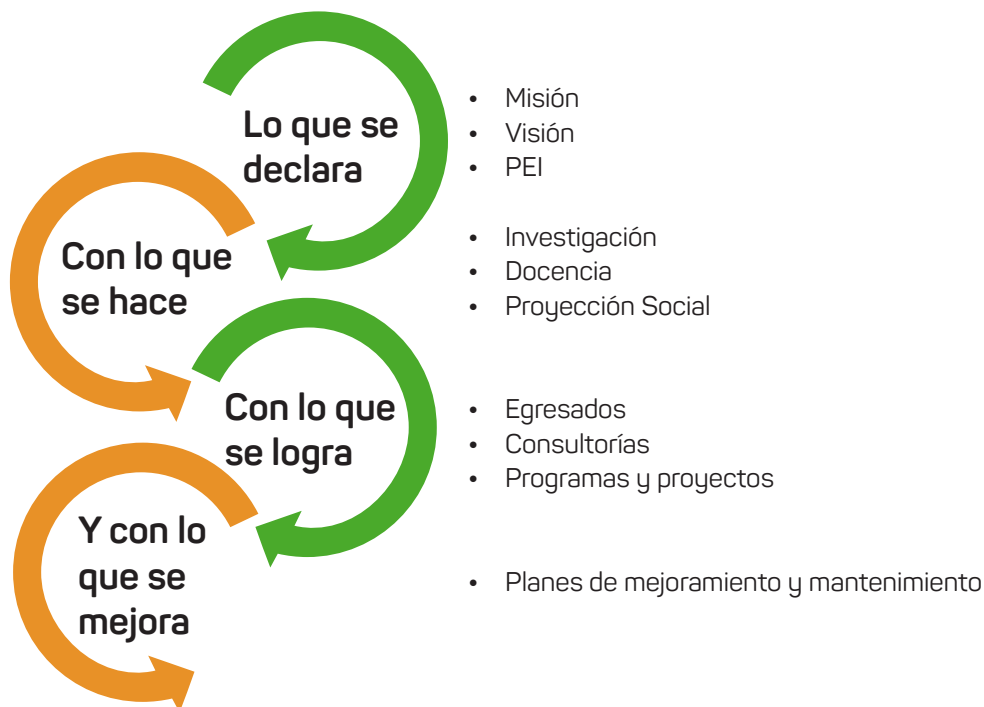 Lo que se
declara
• Misión
• Visión
• PEI
Con lo que
se hace
• Investigación
• Docencia
• Proyección Social
Con lo que
se logra
• Egresados
• Consultorías
• Programas y proyectos
Y con lo
que se
mejora
• Planes de mejoramiento y mantenimiento